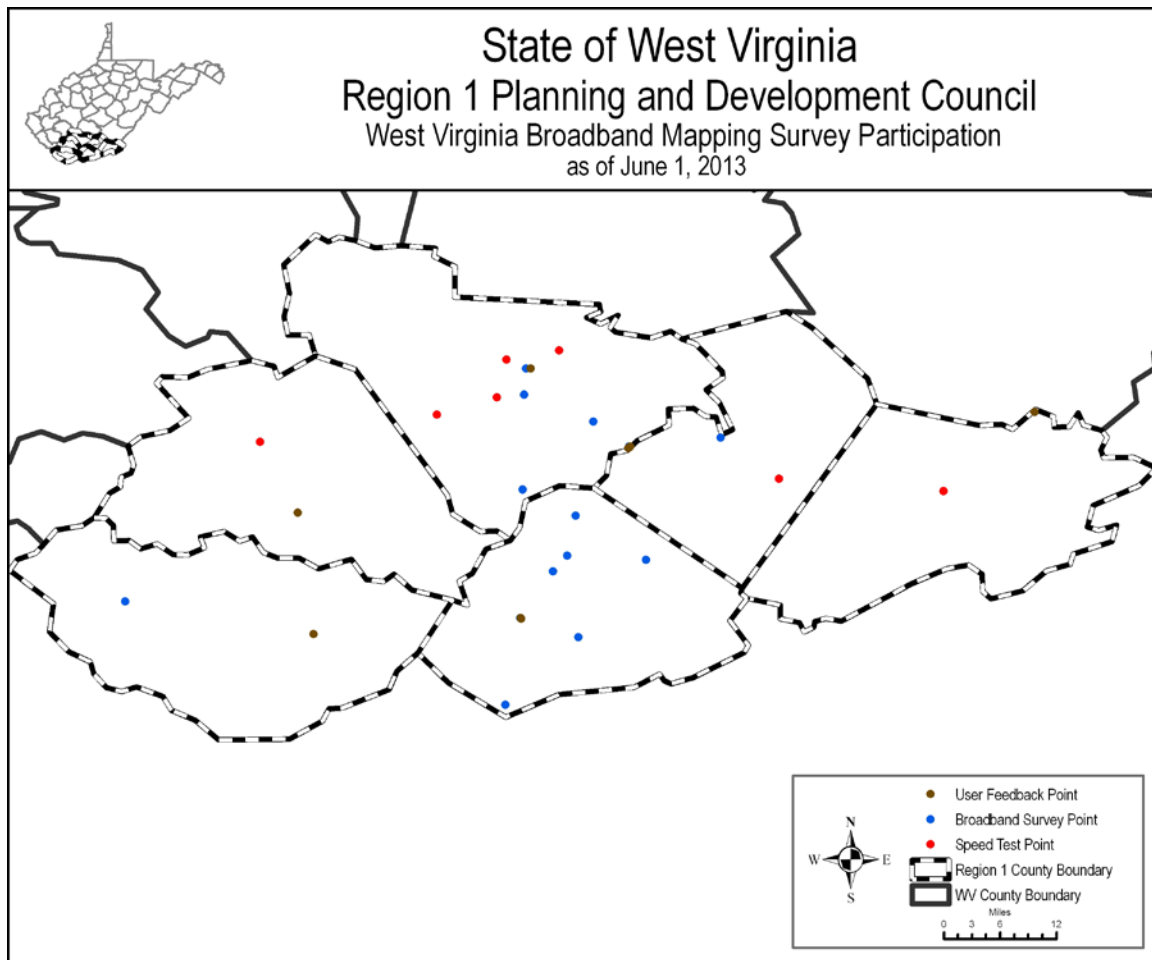 State of West Virginia
Region 1 Planning and Development Council
West Virginia Broadband Mapping Survey Participation
as of June 1, 2013
User Feedback Point
Broadband Survey Point
Speed Test Point
Region 1 County Boundary
WV County Boundary
N
W E
S
Miles
0 3 6 12